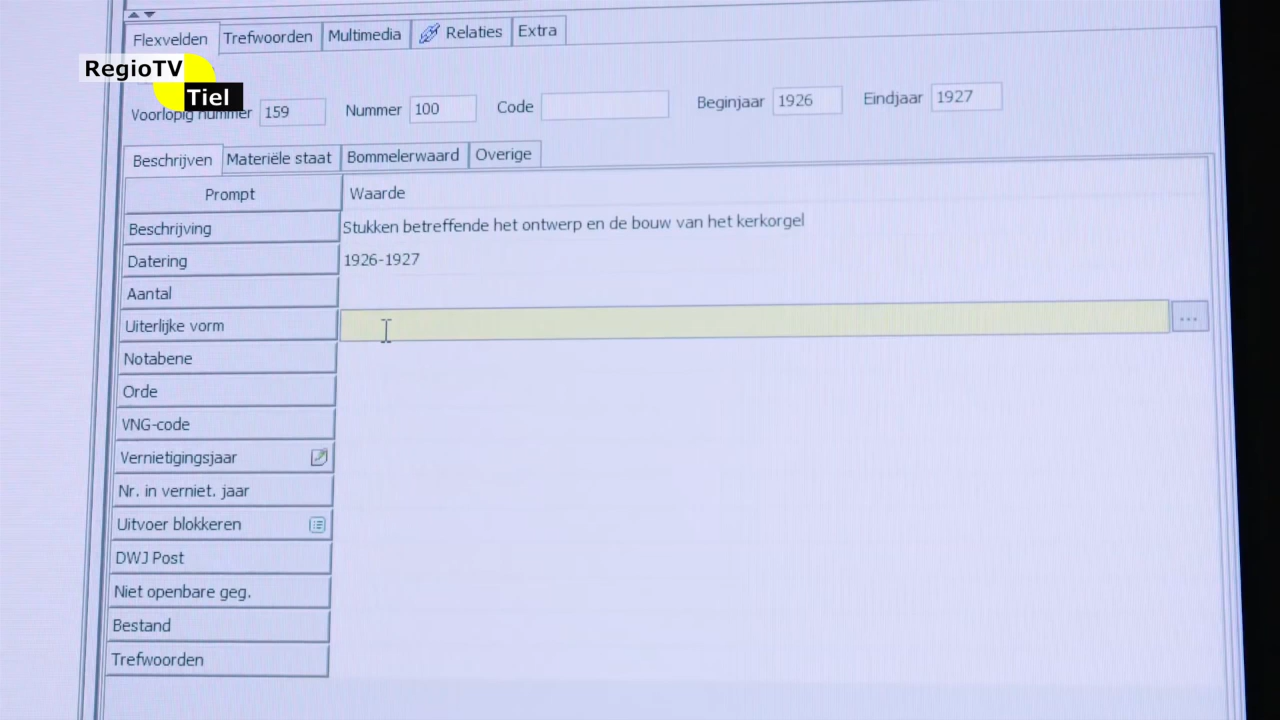 Flexvelden Trefwoorden Multimedia Relaties Extra
RegioTV
Tiel
Voorlopig nummer 159 Nummer 100 Code Beginjaar 1926 Eindjaar 1927
Beschrijven Materiële staat Bommelerwaard Overige
Prompt Waarde
Beschrijving Stukken betreffende het ontwerp en de bouw van het kerkorgel
Datering 1926-1927
Aantal
Uiterlijke vorm ...
Notabene
Orde
VNG-code
Vernietigingsjaar
Nr. in verniet. jaar
Uitvoer blokkeren
DWJ Post
Niet openbare geg.
Bestand
Trefwoorden